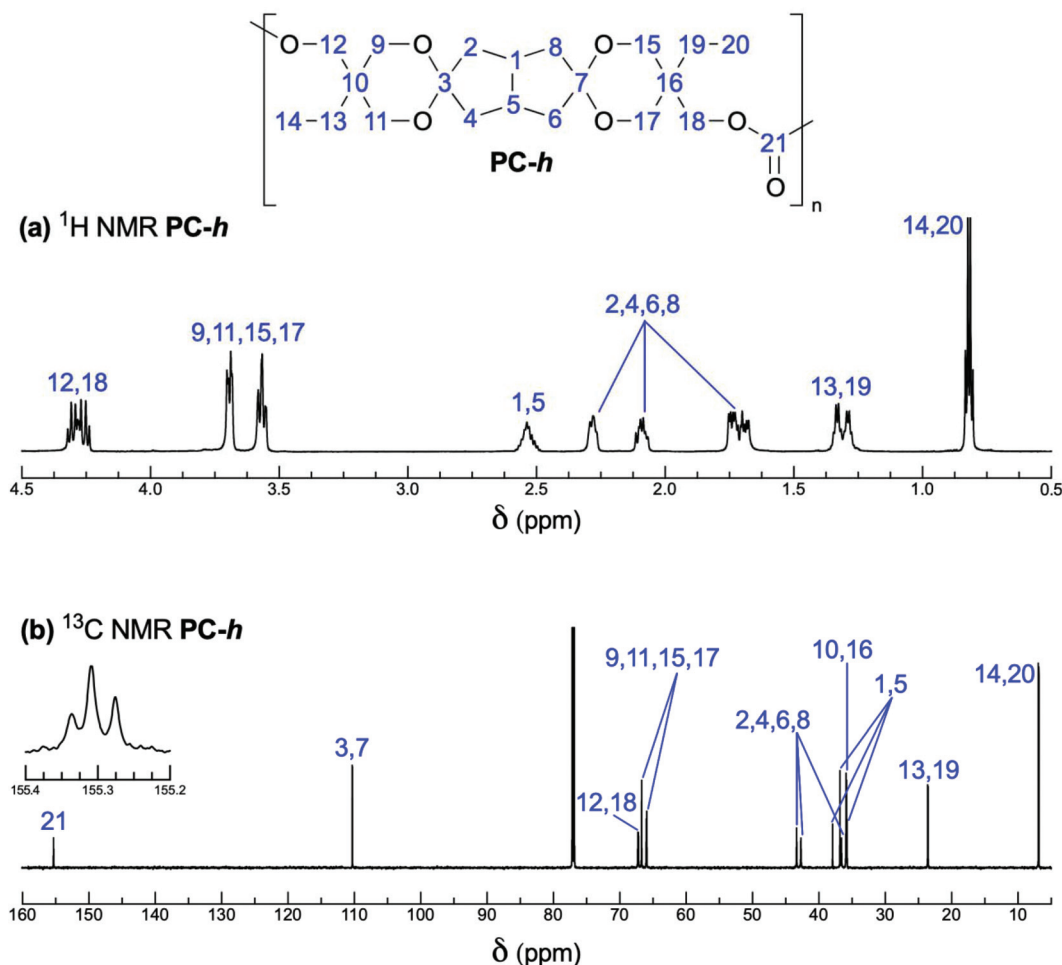 O 12 9 O 2 8 O 15 19 20
1
10 3 7 16
5
14 13 11 O 4 6 O 17 18 O
21
PC-h
O
n
(a) ¹H NMR PC-h
14,20
2,4,6,8
9,11,15,17
12,18
1,5
13,19
4.5 4.0 3.5 3.0 2.5 2.0 1.5 1.0 0.5
δ (ppm)
(b) ¹³C NMR PC-h
9,11,15,17
10,16
1,5
14,20
2,4,6,8
3,7
13,19
12,18
155.4 155.3 155.2
21
160 150 140 130 120 110 100 90 80 70 60 50 40 30 20 10
δ (ppm)